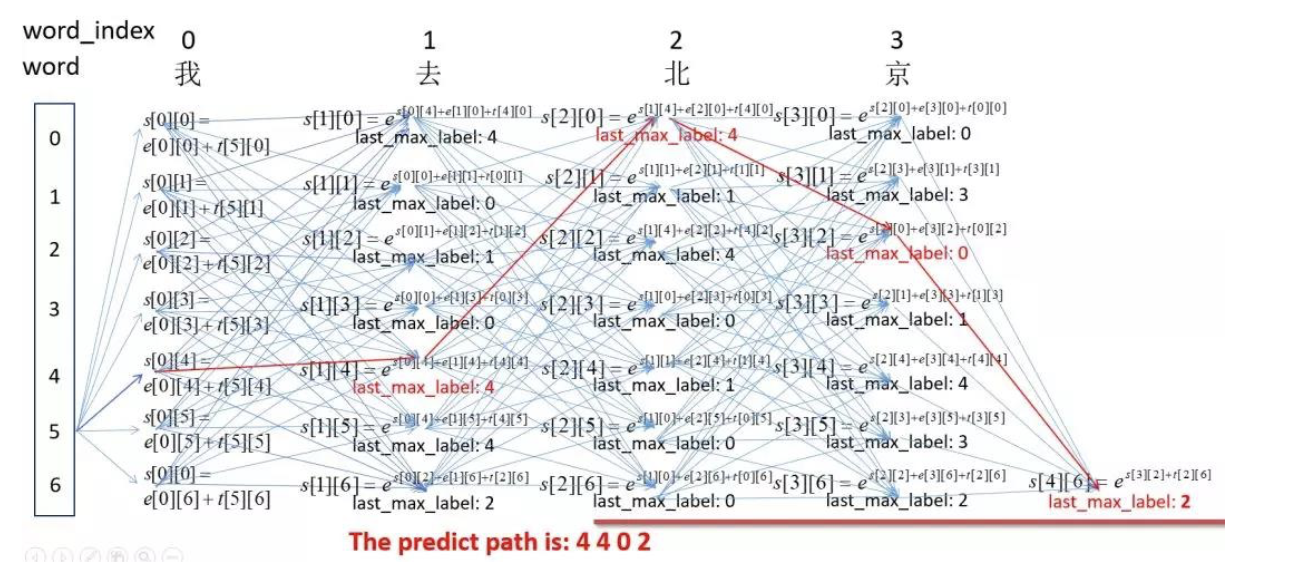 word_index 0 1 2 3
word 我 去 北 京
0
s[0][0] =
e[0][0] + t[5][0]
s[1][0] = e^{s[0][4]+e[1][0]+t[4][0]}
last_max_label: 4
s[2][0] = e^{s[1][4]+e[2][0]+t[4][0]}
last_max_label: 4
s[3][0] = e^{s[2][0]+e[3][0]+t[0][0]}
last_max_label: 0
1
s[0][1] =
e[0][1] + t[5][1]
s[1][1] = e^{s[0][0]+e[1][1]+t[0][1]}
last_max_label: 0
s[2][1] = e^{s[1][1]+e[2][1]+t[1][1]}
last_max_label: 1
s[3][1] = e^{s[2][3]+e[3][1]+t[3][1]}
last_max_label: 3
2
s[0][2] =
e[0][2] + t[5][2]
s[1][2] = e^{s[0][1]+e[1][2]+t[1][2]}
last_max_label: 1
s[2][2] = e^{s[1][4]+e[2][2]+t[4][2]}
last_max_label: 4
s[3][2] = e^{s[2][0]+e[3][2]+t[0][2]}
last_max_label: 0
3
s[0][3] =
e[0][3] + t[5][3]
s[1][3] = e^{s[0][0]+e[1][3]+t[0][3]}
last_max_label: 0
s[2][3] = e^{s[1][0]+e[2][3]+t[0][3]}
last_max_label: 0
s[3][3] = e^{s[2][1]+e[3][3]+t[1][3]}
last_max_label: 1
4
s[0][4] =
e[0][4] + t[5][4]
s[1][4] = e^{s[0][4]+e[1][4]+t[4][4]}
last_max_label: 4
s[2][4] = e^{s[1][1]+e[2][4]+t[1][4]}
last_max_label: 1
s[3][4] = e^{s[2][4]+e[3][4]+t[4][4]}
last_max_label: 4
5
s[0][5] =
e[0][5] + t[5][5]
s[1][5] = e^{s[0][4]+e[1][5]+t[4][5]}
last_max_label: 4
s[2][5] = e^{s[1][0]+e[2][5]+t[0][5]}
last_max_label: 0
s[3][5] = e^{s[2][3]+e[3][5]+t[3][5]}
last_max_label: 3
6
s[0][0] =
e[0][6] + t[5][6]
s[1][6] = e^{s[0][2]+e[1][6]+t[2][6]}
last_max_label: 2
s[2][6] = e^{s[1][0]+e[2][6]+t[0][6]}
last_max_label: 0
s[3][6] = e^{s[2][2]+e[3][6]+t[2][6]}
last_max_label: 2
s[4][6] = e^{s[3][2]+t[2][6]}
last_max_label: 2
The predict path is: 4 4 0 2